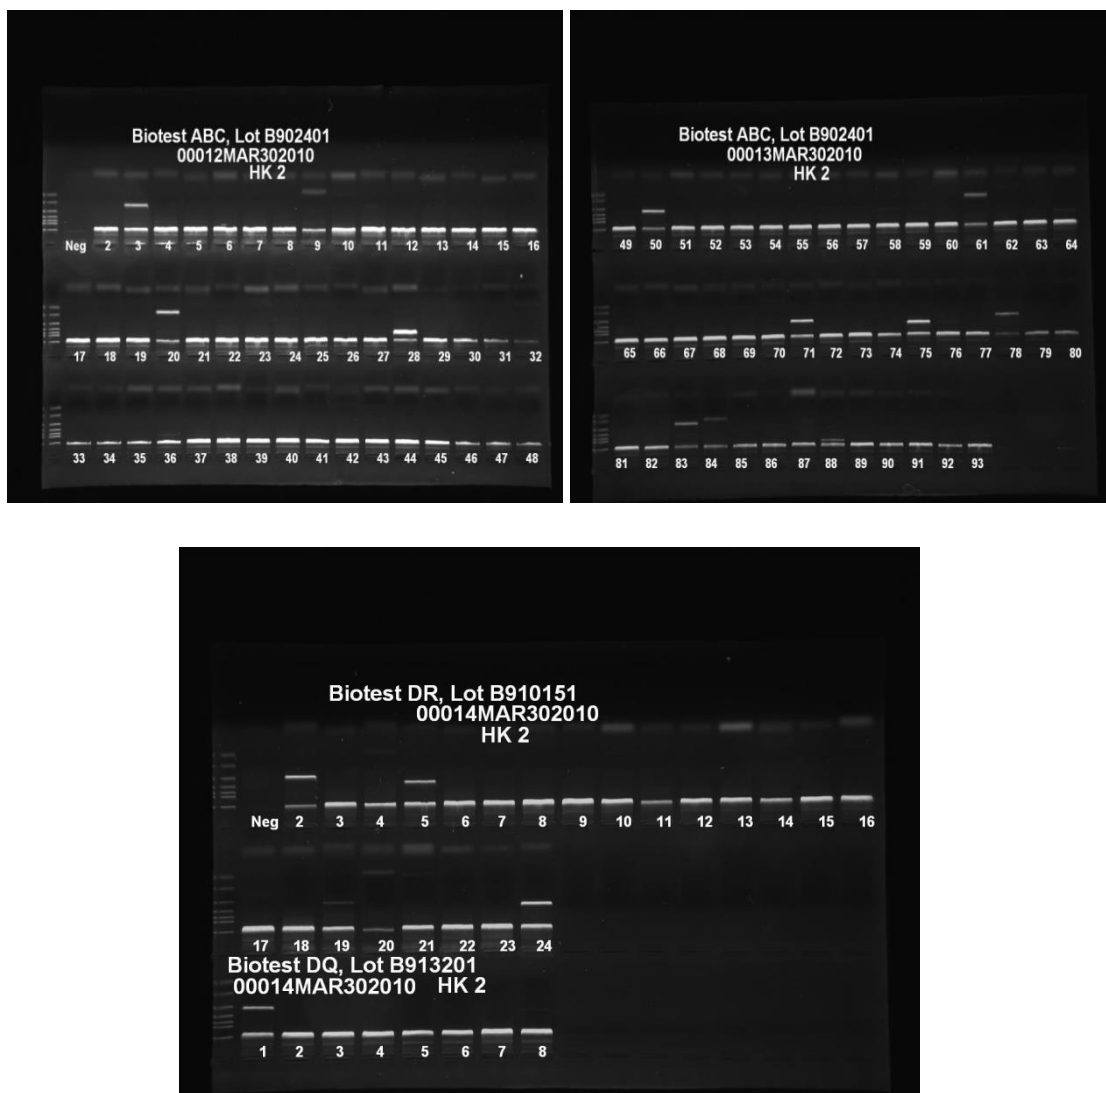 Biotest ABC, Lot B902401
00012MAR302010
HK 2
Neg 2 3 4 5 6 7 8 9 10 11 12 13 14 15 16
17 18 19 20 21 22 23 24 25 26 27 28 29 30 31 32
33 34 35 36 37 38 39 40 41 42 43 44 45 46 47 48
Biotest ABC, Lot B902401
00013MAR302010
HK 2
49 50 51 52 53 54 55 56 57 58 59 60 61 62 63 64
65 66 67 68 69 70 71 72 73 74 75 76 77 78 79 80
81 82 83 84 85 86 87 88 89 90 91 92 93
Biotest DR, Lot B910151
00014MAR302010
HK 2
Neg 2 3 4 5 6 7 8 9 10 11 12 13 14 15 16
17 18 19 20 21 22 23 24
Biotest DQ, Lot B913201
00014MAR302010 HK 2
1 2 3 4 5 6 7 8